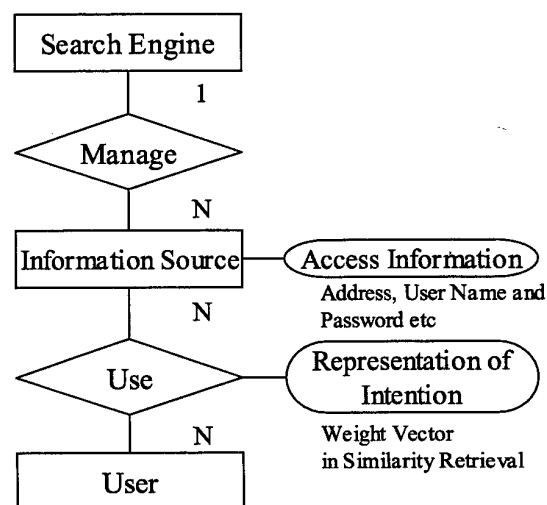 Search Engine
1
Manage
N
Information Source
Access Information
Address, User Name and
Password etc
N
Use
Representation of
Intention
Weight Vector
in Similarity Retrieval
N
User